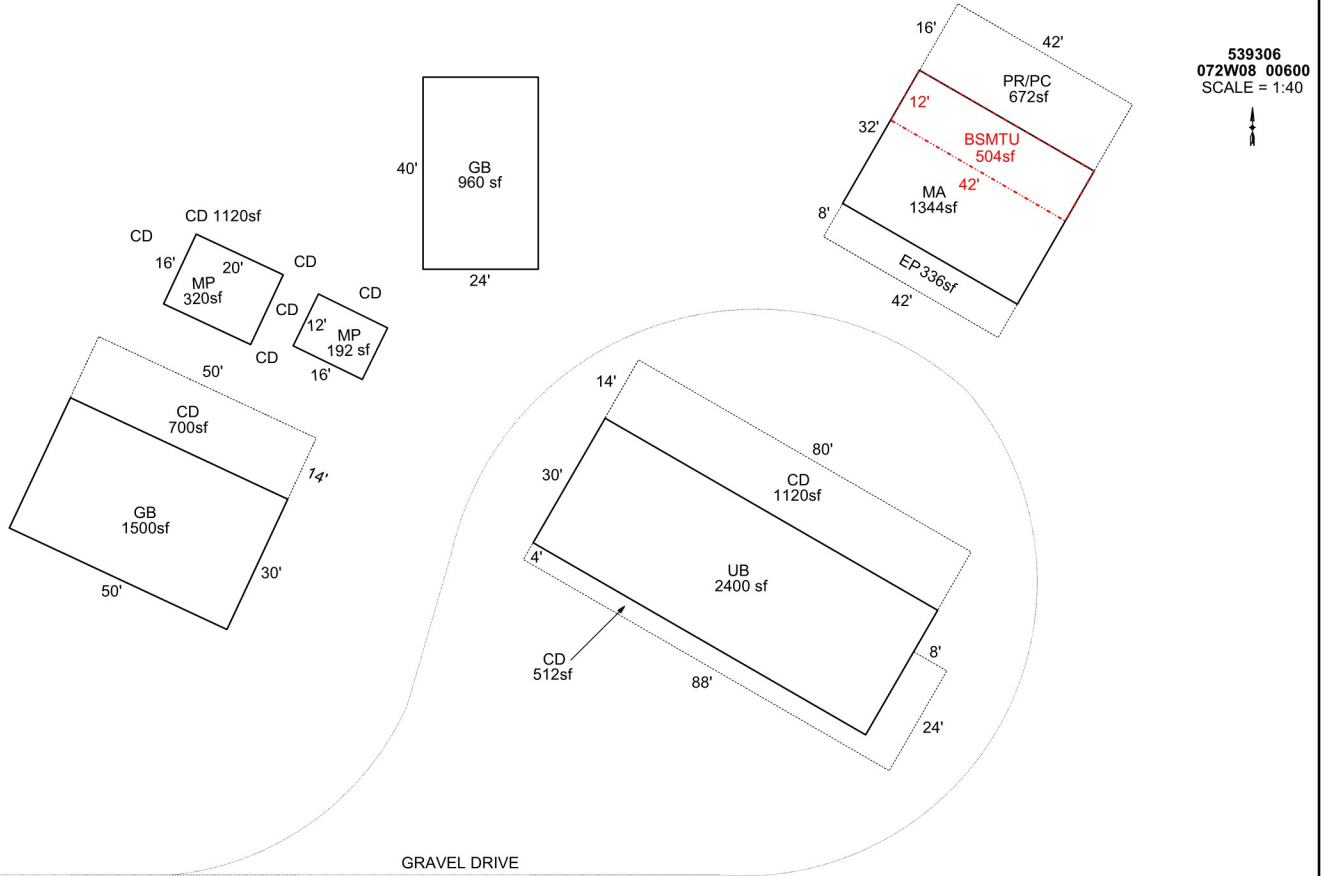 16'
42'
PR/PC
672sf
539306
072W08 00600
SCALE = 1:40
12'
32'
BSMTU
504sf
42'
MA
1344sf
8'
EP336sf
42'
40'
GB
960 sf
24'
CD 1120sf
CD
16'
20'
CD
MP
320sf
CD
CD
12'
MP
192 sf
CD
16'
50'
CD
700sf
14'
GB
1500sf
30'
50'
14'
80'
30'
CD
1120sf
4'
UB
2400 sf
8'
CD
512sf
88'
24'
GRAVEL DRIVE